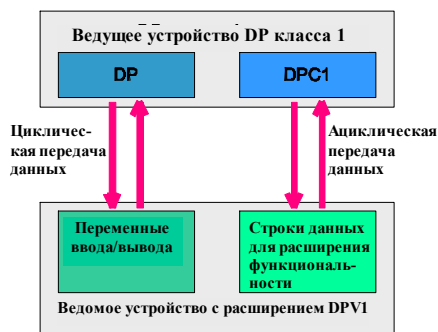 Ведущее устройство DP класса 1
DP
DPC1
Цикличес-
кая передача
данных
Ациклическая
передача
данных
Переменные
ввода/вывода
Строки данных
для расширения
функциональ-
ности
Ведомое устройство с расширением DPV1